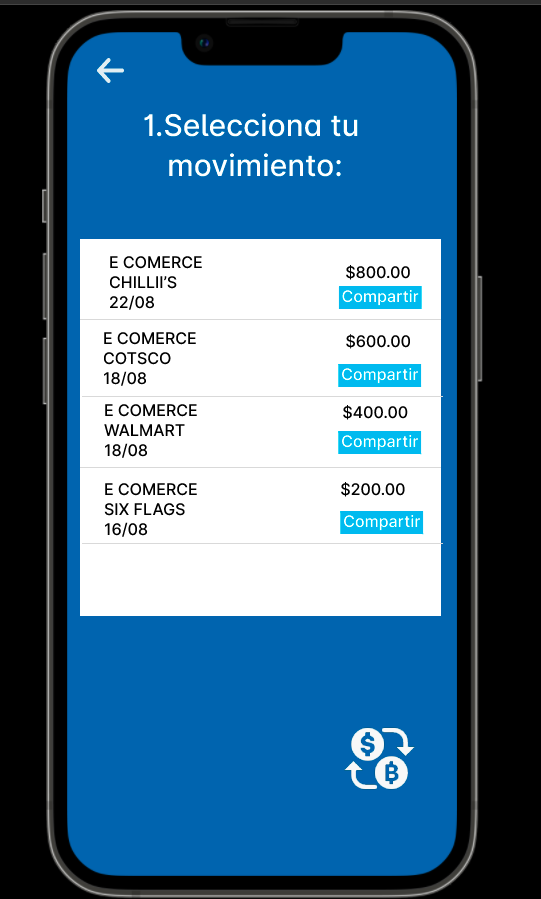 1.Selecciona tu
movimiento:
E COMERCE
CHILLII'S
22/08
$800.00
Compartir
E COMERCE
COTSCO
18/08
$600.00
Compartir
E COMERCE
WALMART
18/08
$400.00
Compartir
E COMERCE
SIX FLAGS
16/08
$200.00
Compartir